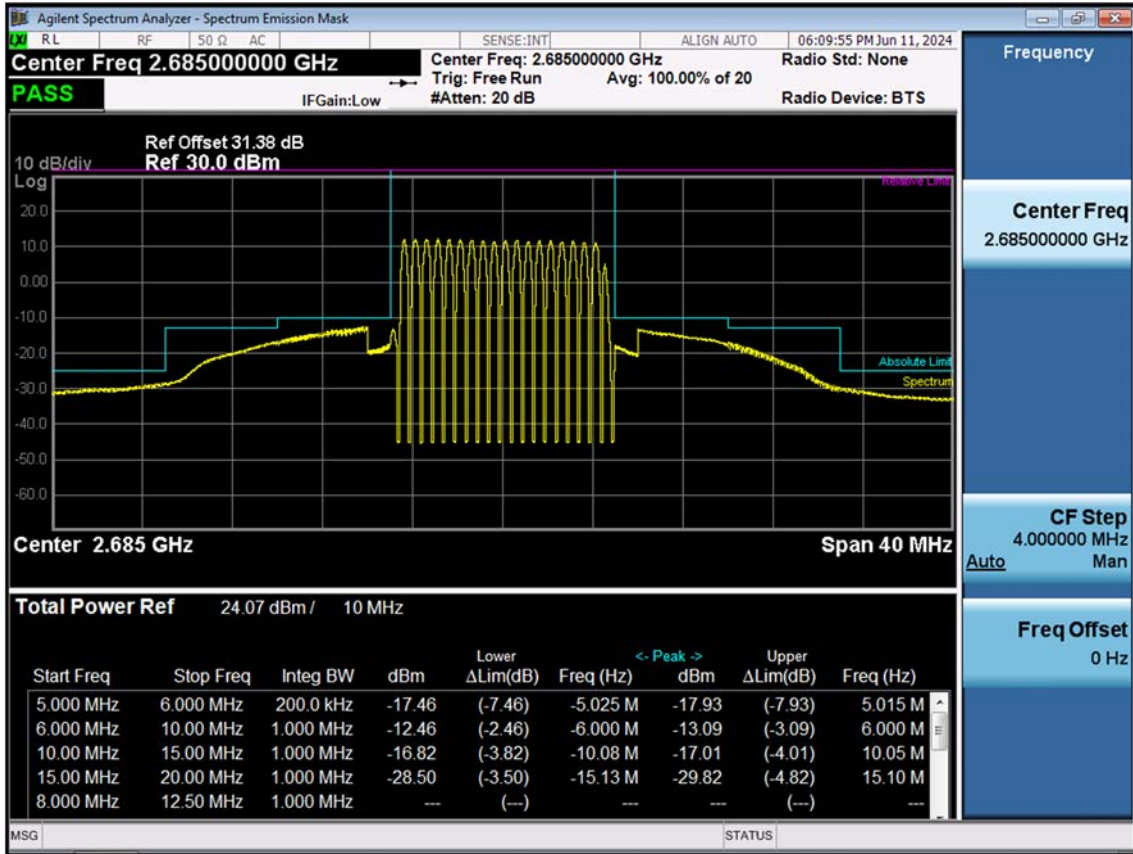 Agilent Spectrum Analyzer - Spectrum Emission Mask
LXI RL RF 50 Ω AC SENSE:INT ALIGN AUTO 06:09:55 PM Jun 11, 2024
Center Freq 2.685000000 GHz Center Freq: 2.685000000 GHz Radio Std: None
Trig: Free Run Avg: 100.00% of 20
PASS IFGain:Low #Atten: 20 dB Radio Device: BTS
Frequency
Ref Offset 31.38 dB
10 dB/div Ref 30.0 dBm
Log
Relative Limit
20.0
10.0
0.00
-10.0
-20.0
-30.0
-40.0
-50.0
-60.0
Absolute Limit
Spectrum
Center 2.685 GHz Span 40 MHz
Center Freq
2.685000000 GHz
CF Step
4.000000 MHz
Auto Man
Freq Offset
0 Hz
Total Power Ref 24.07 dBm / 10 MHz
Lower <- Peak -> Upper
Start Freq Stop Freq Integ BW dBm ΔLim(dB) Freq (Hz) dBm ΔLim(dB) Freq (Hz)
5.000 MHz 6.000 MHz 200.0 kHz -17.46 (-7.46) -5.025 M -17.93 (-7.93) 5.015 M
6.000 MHz 10.00 MHz 1.000 MHz -12.46 (-2.46) -6.000 M -13.09 (-3.09) 6.000 M
10.00 MHz 15.00 MHz 1.000 MHz -16.82 (-3.82) -10.08 M -17.01 (-4.01) 10.05 M
15.00 MHz 20.00 MHz 1.000 MHz -28.50 (-3.50) -15.13 M -29.82 (-4.82) 15.10 M
8.000 MHz 12.50 MHz 1.000 MHz --- (---) --- --- (---) ---
MSG STATUS